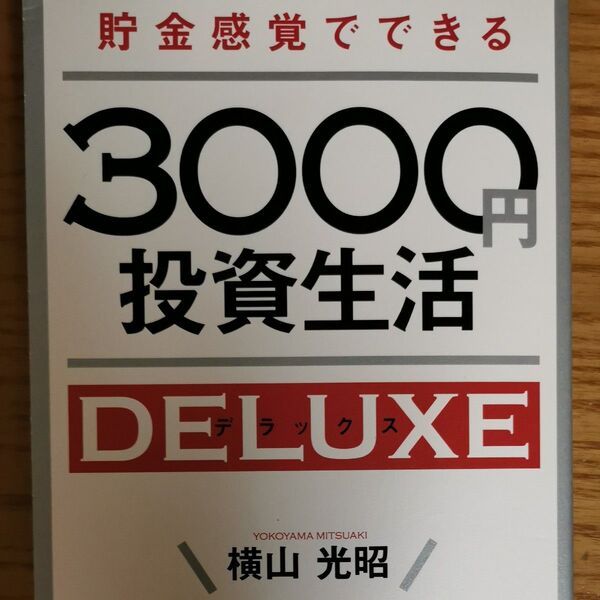 貯金感覚でできる
3000円
投資生活
DELUXE
デラックス
YOKOYAMA MITSUAKI
横山 光昭